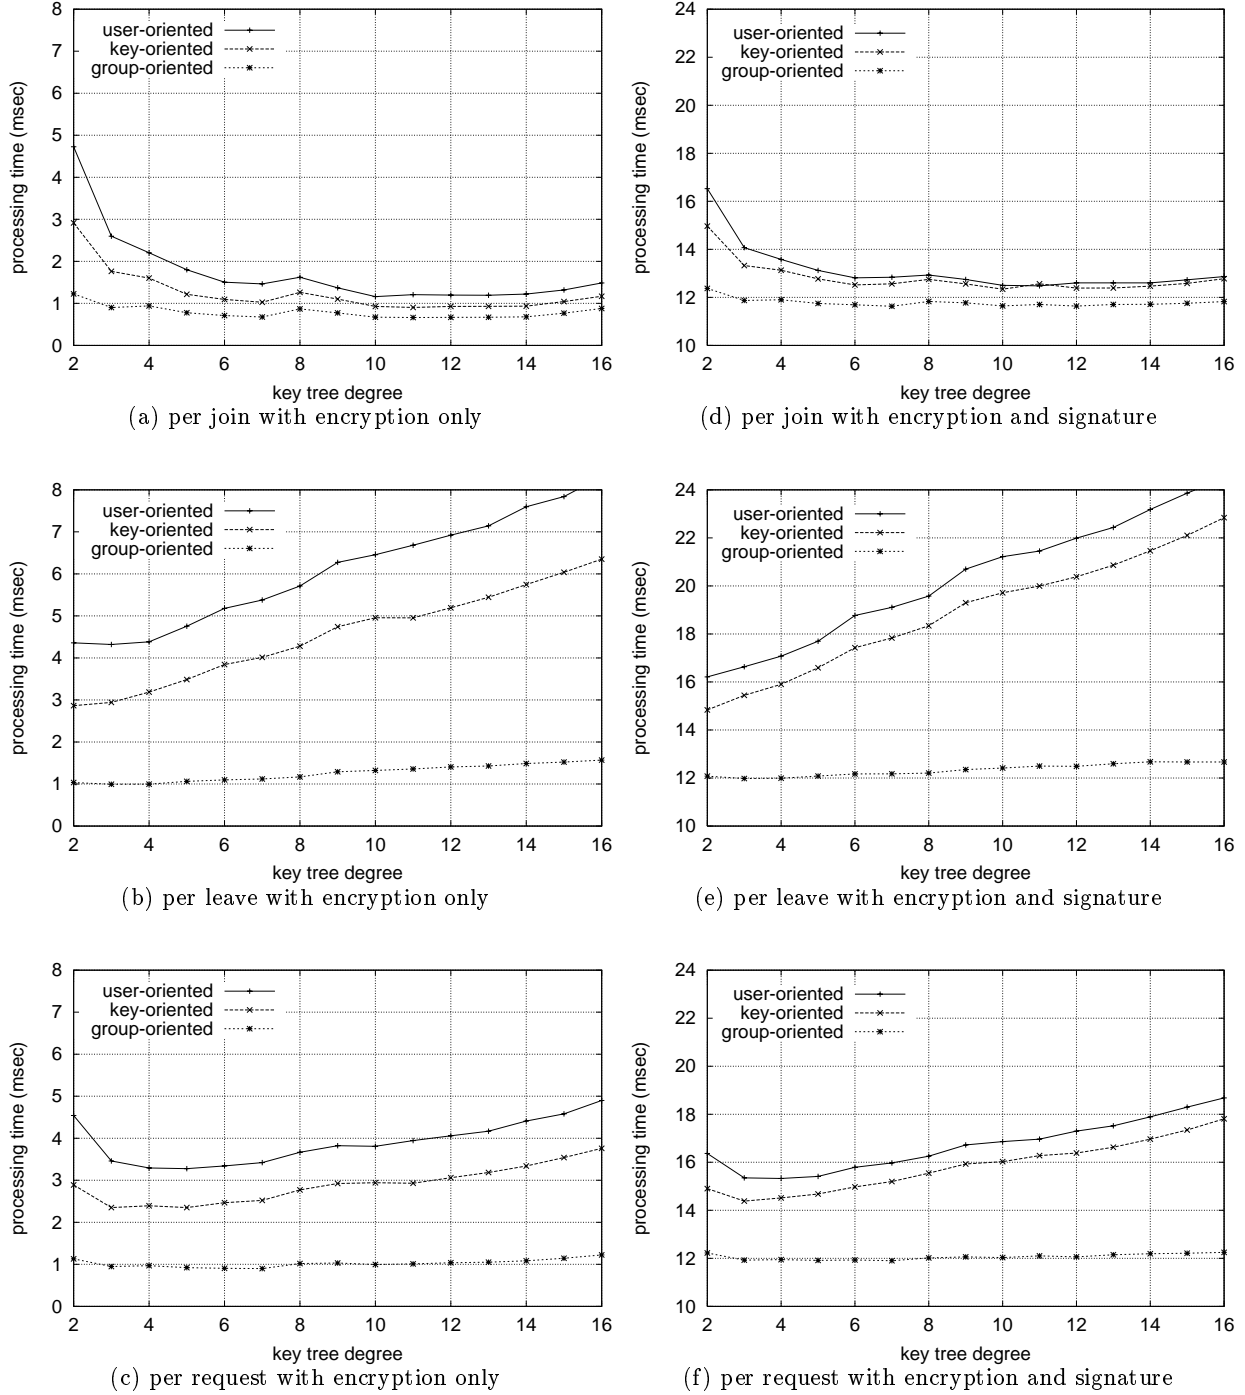 8
7
6
5
4
3
2
1
0
processing time (msec)
user-oriented
key-oriented
group-oriented
2 4 6 8 10 12 14 16
key tree degree
(a) per join with encryption only
24
22
20
18
16
14
12
10
processing time (msec)
user-oriented
key-oriented
group-oriented
2 4 6 8 10 12 14 16
key tree degree
(d) per join with encryption and signature
8
7
6
5
4
3
2
1
0
processing time (msec)
user-oriented
key-oriented
group-oriented
2 4 6 8 10 12 14 16
key tree degree
(b) per leave with encryption only
24
22
20
18
16
14
12
10
processing time (msec)
user-oriented
key-oriented
group-oriented
2 4 6 8 10 12 14 16
key tree degree
(e) per leave with encryption and signature
8
7
6
5
4
3
2
1
0
processing time (msec)
user-oriented
key-oriented
group-oriented
2 4 6 8 10 12 14 16
key tree degree
(c) per request with encryption only
24
22
20
18
16
14
12
10
processing time (msec)
user-oriented
key-oriented
group-oriented
2 4 6 8 10 12 14 16
key tree degree
(f) per request with encryption and signature